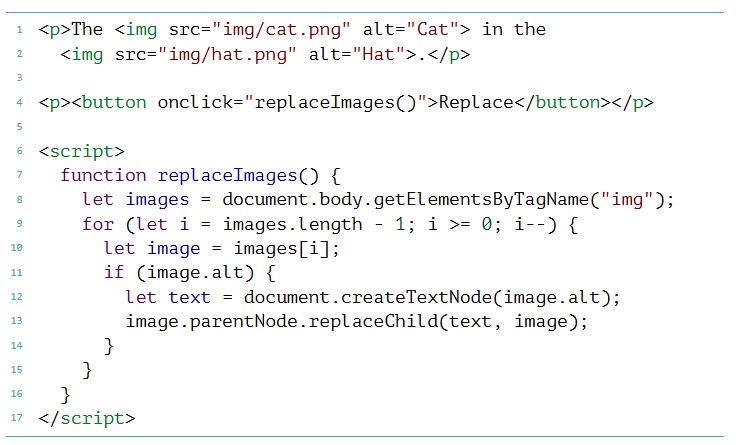 1 <p>The <img src="img/cat.png" alt="Cat"> in the
2   <img src="img/hat.png" alt="Hat">.</p>
3
4 <p><button onclick="replaceImages()">Replace</button></p>
5
6 <script>
7   function replaceImages() {
8     let images = document.body.getElementsByTagName("img");
9     for (let i = images.length - 1; i >= 0; i--) {
10       let image = images[i];
11       if (image.alt) {
12         let text = document.createTextNode(image.alt);
13         image.parentNode.replaceChild(text, image);
14       }
15     }
16   }
17 </script>